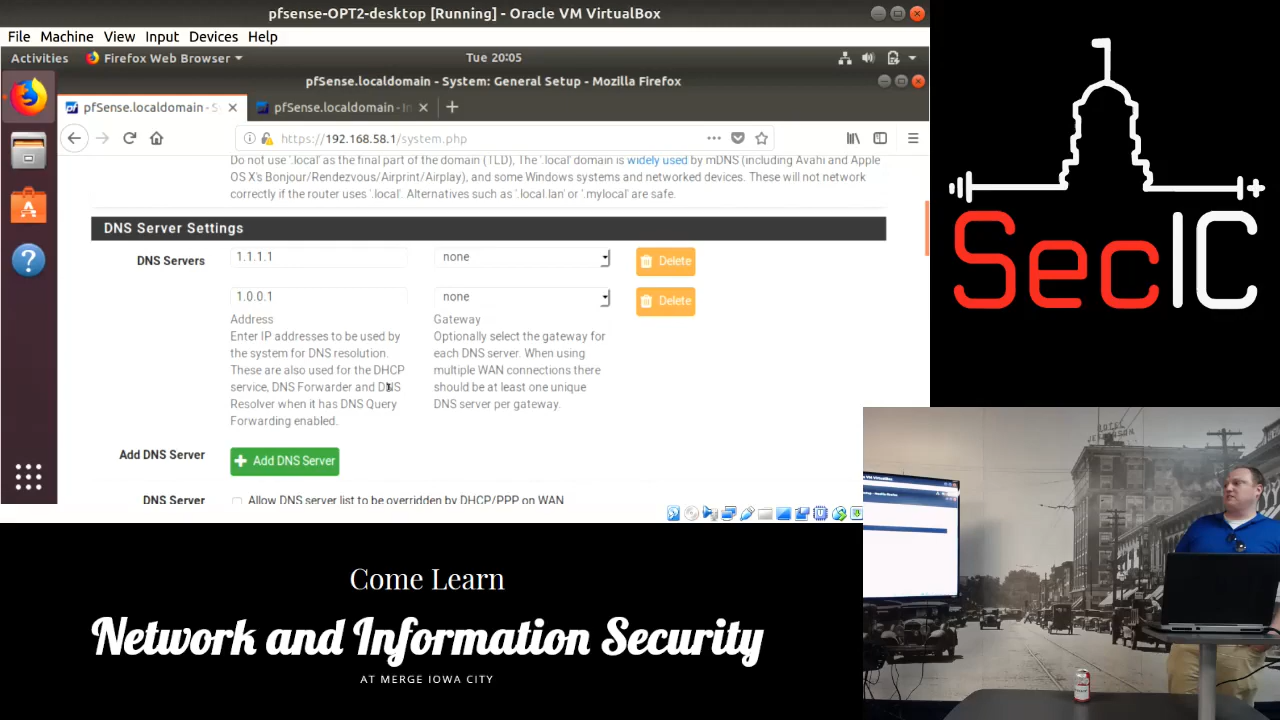 pfsense-OPT2-desktop [Running] - Oracle VM VirtualBox
File Machine View Input Devices Help
Activities Firefox Web Browser Tue 20:05
pfSense.localdomain - System: General Setup - Mozilla Firefox
pfSense.localdomain - S pfSense.localdomain - In
https://192.168.58.1/system.php
Do not use '.local' as the final part of the domain (TLD), The '.local' domain is widely used by mDNS (including Avahi and Apple
OS X's Bonjour/Rendezvous/Airprint/Airplay), and some Windows systems and networked devices. These will not network
correctly if the router uses '.local'. Alternatives such as '.local.lan' or '.mylocal' are safe.
DNS Server Settings
DNS Servers 1.1.1.1 none Delete
1.0.0.1 none Delete
Address
Enter IP addresses to be used by
the system for DNS resolution.
These are also used for the DHCP
service, DNS Forwarder and DNS
Resolver when it has DNS Query
Forwarding enabled.
Gateway
Optionally select the gateway for
each DNS server. When using
multiple WAN connections there
should be at least one unique
DNS server per gateway.
Add DNS Server Add DNS Server
DNS Server Allow DNS server list to be overridden by DHCP/PPP on WAN
SecIC
HOTEL
JEFFERSON
VM VirtualBox
Come Learn
Network and Information Security
AT MERGE IOWA CITY